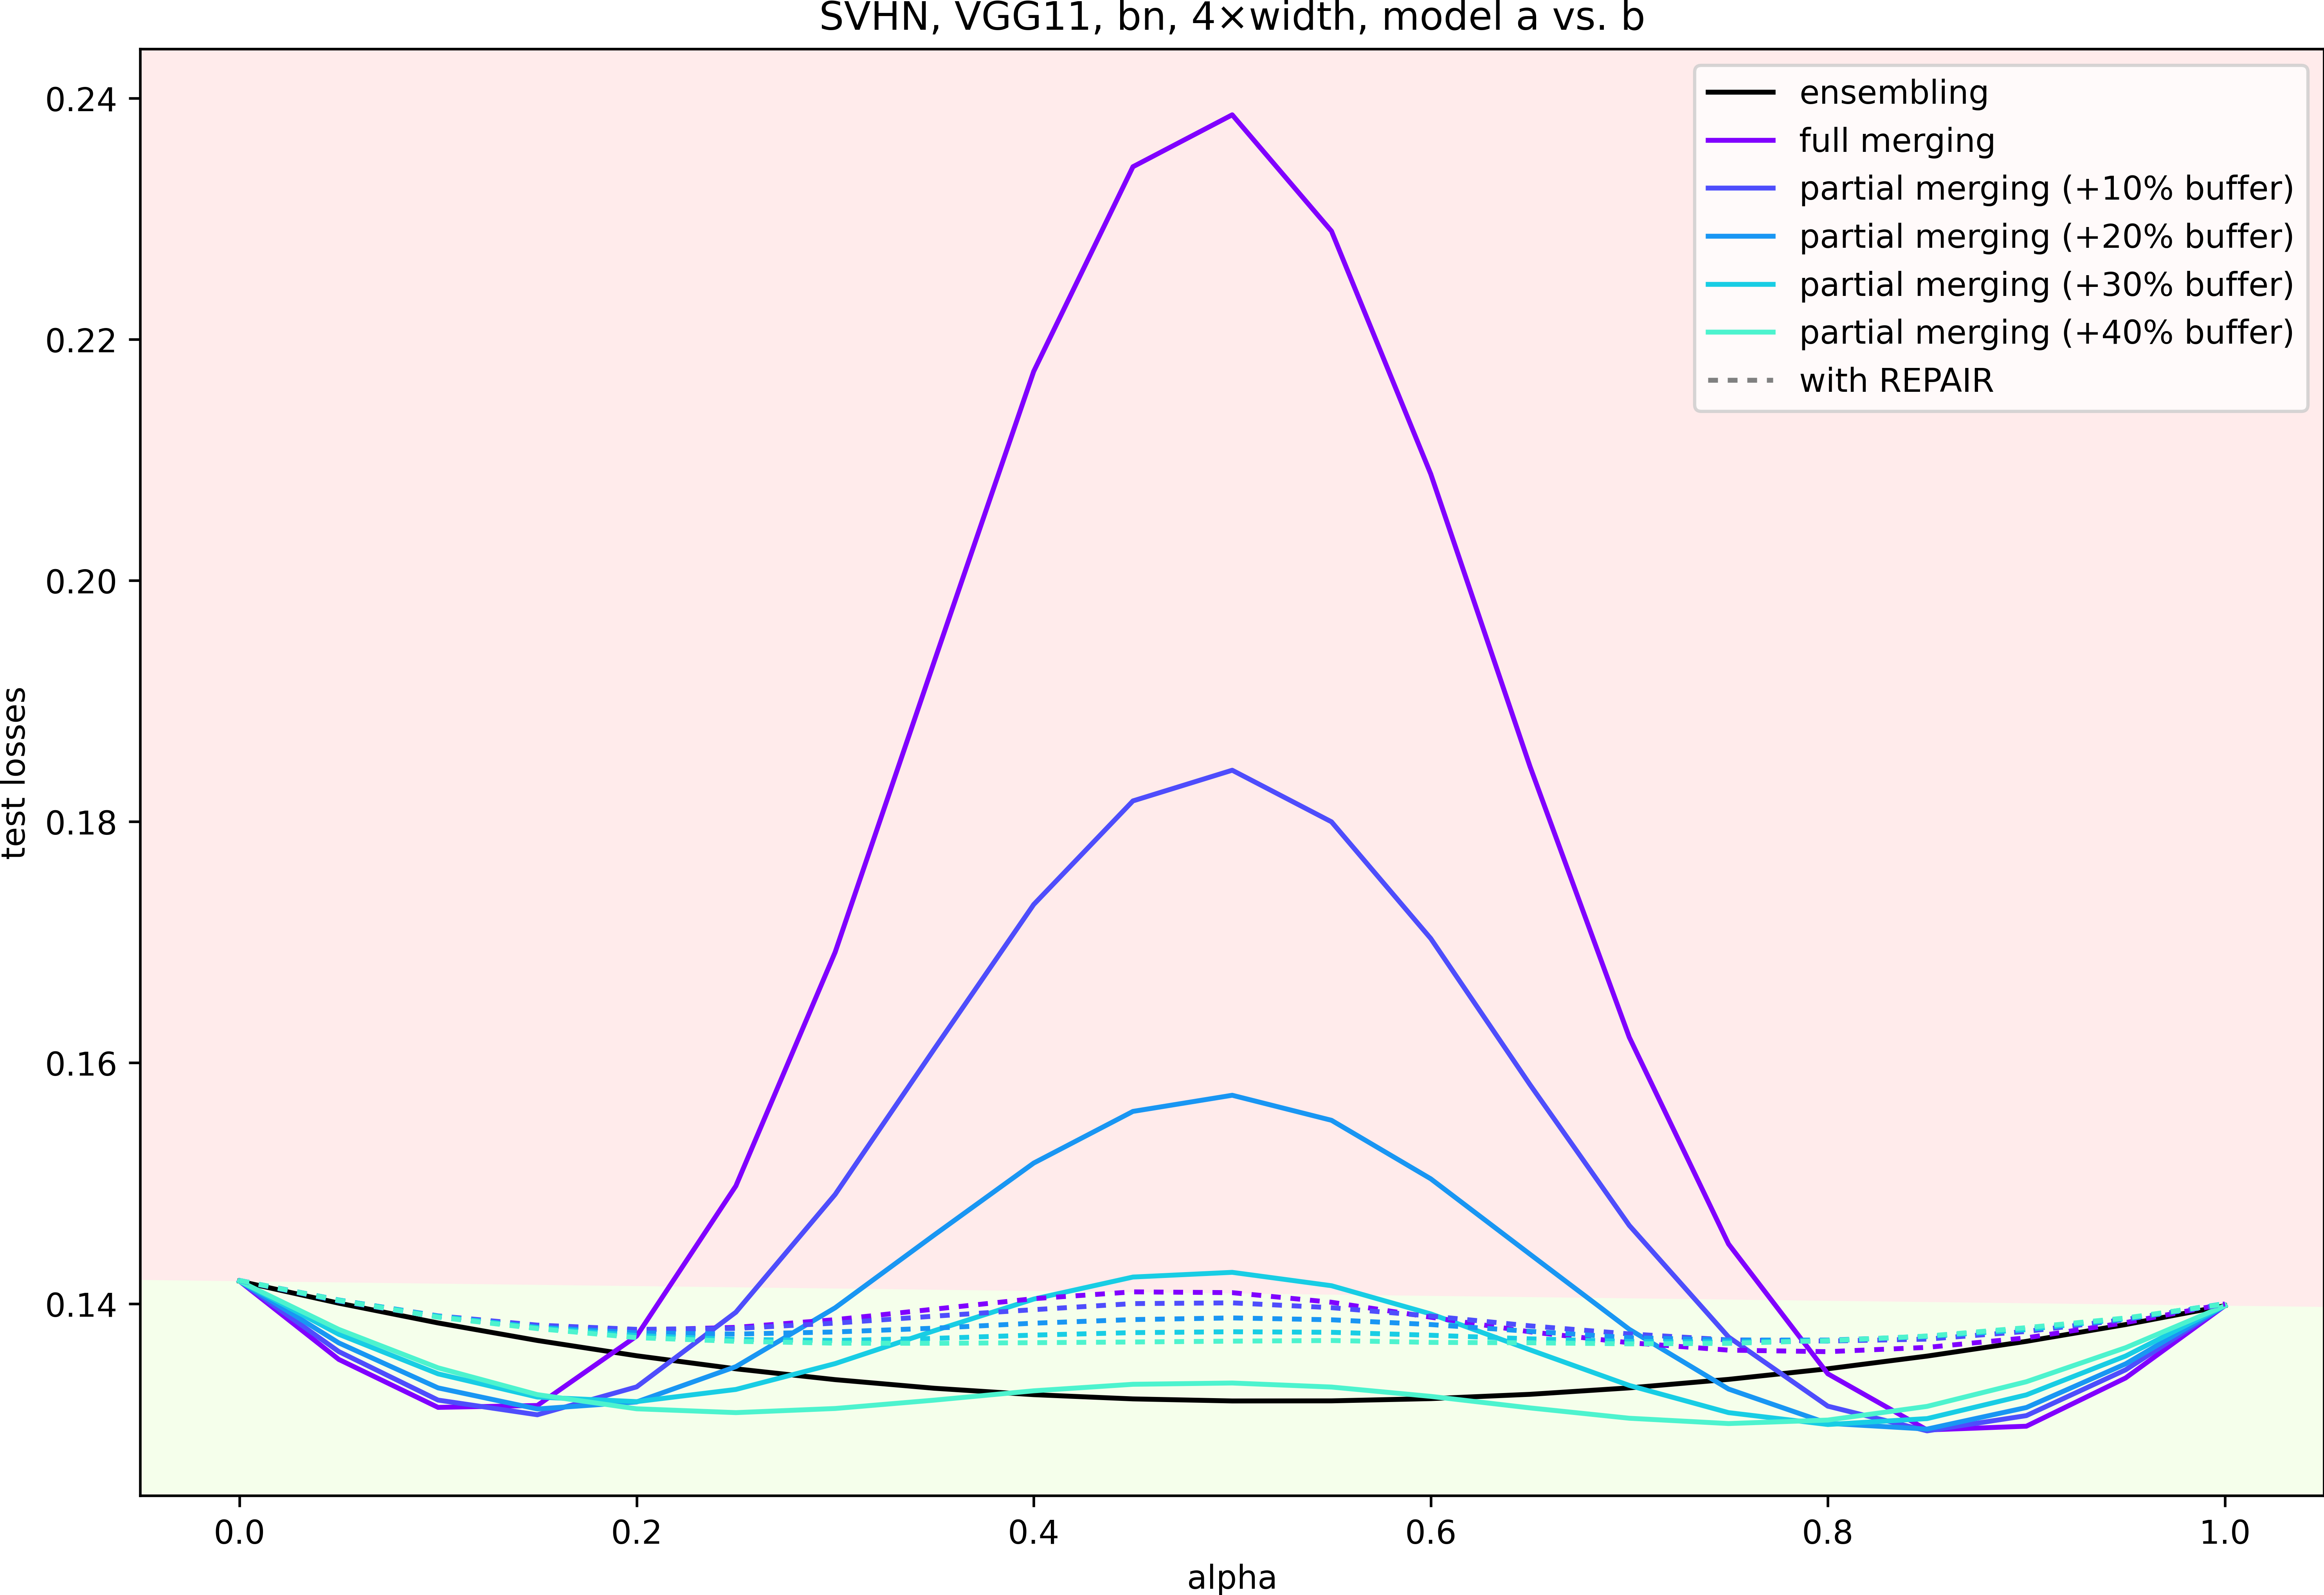 SVHN, VGG11, bn, 4×width, model a vs. b
ensembling
full merging
partial merging (+10% buffer)
partial merging (+20% buffer)
partial merging (+30% buffer)
partial merging (+40% buffer)
with REPAIR
test losses
0.24
0.22
0.20
0.18
0.16
0.14
0.0 0.2 0.4 0.6 0.8 1.0
alpha